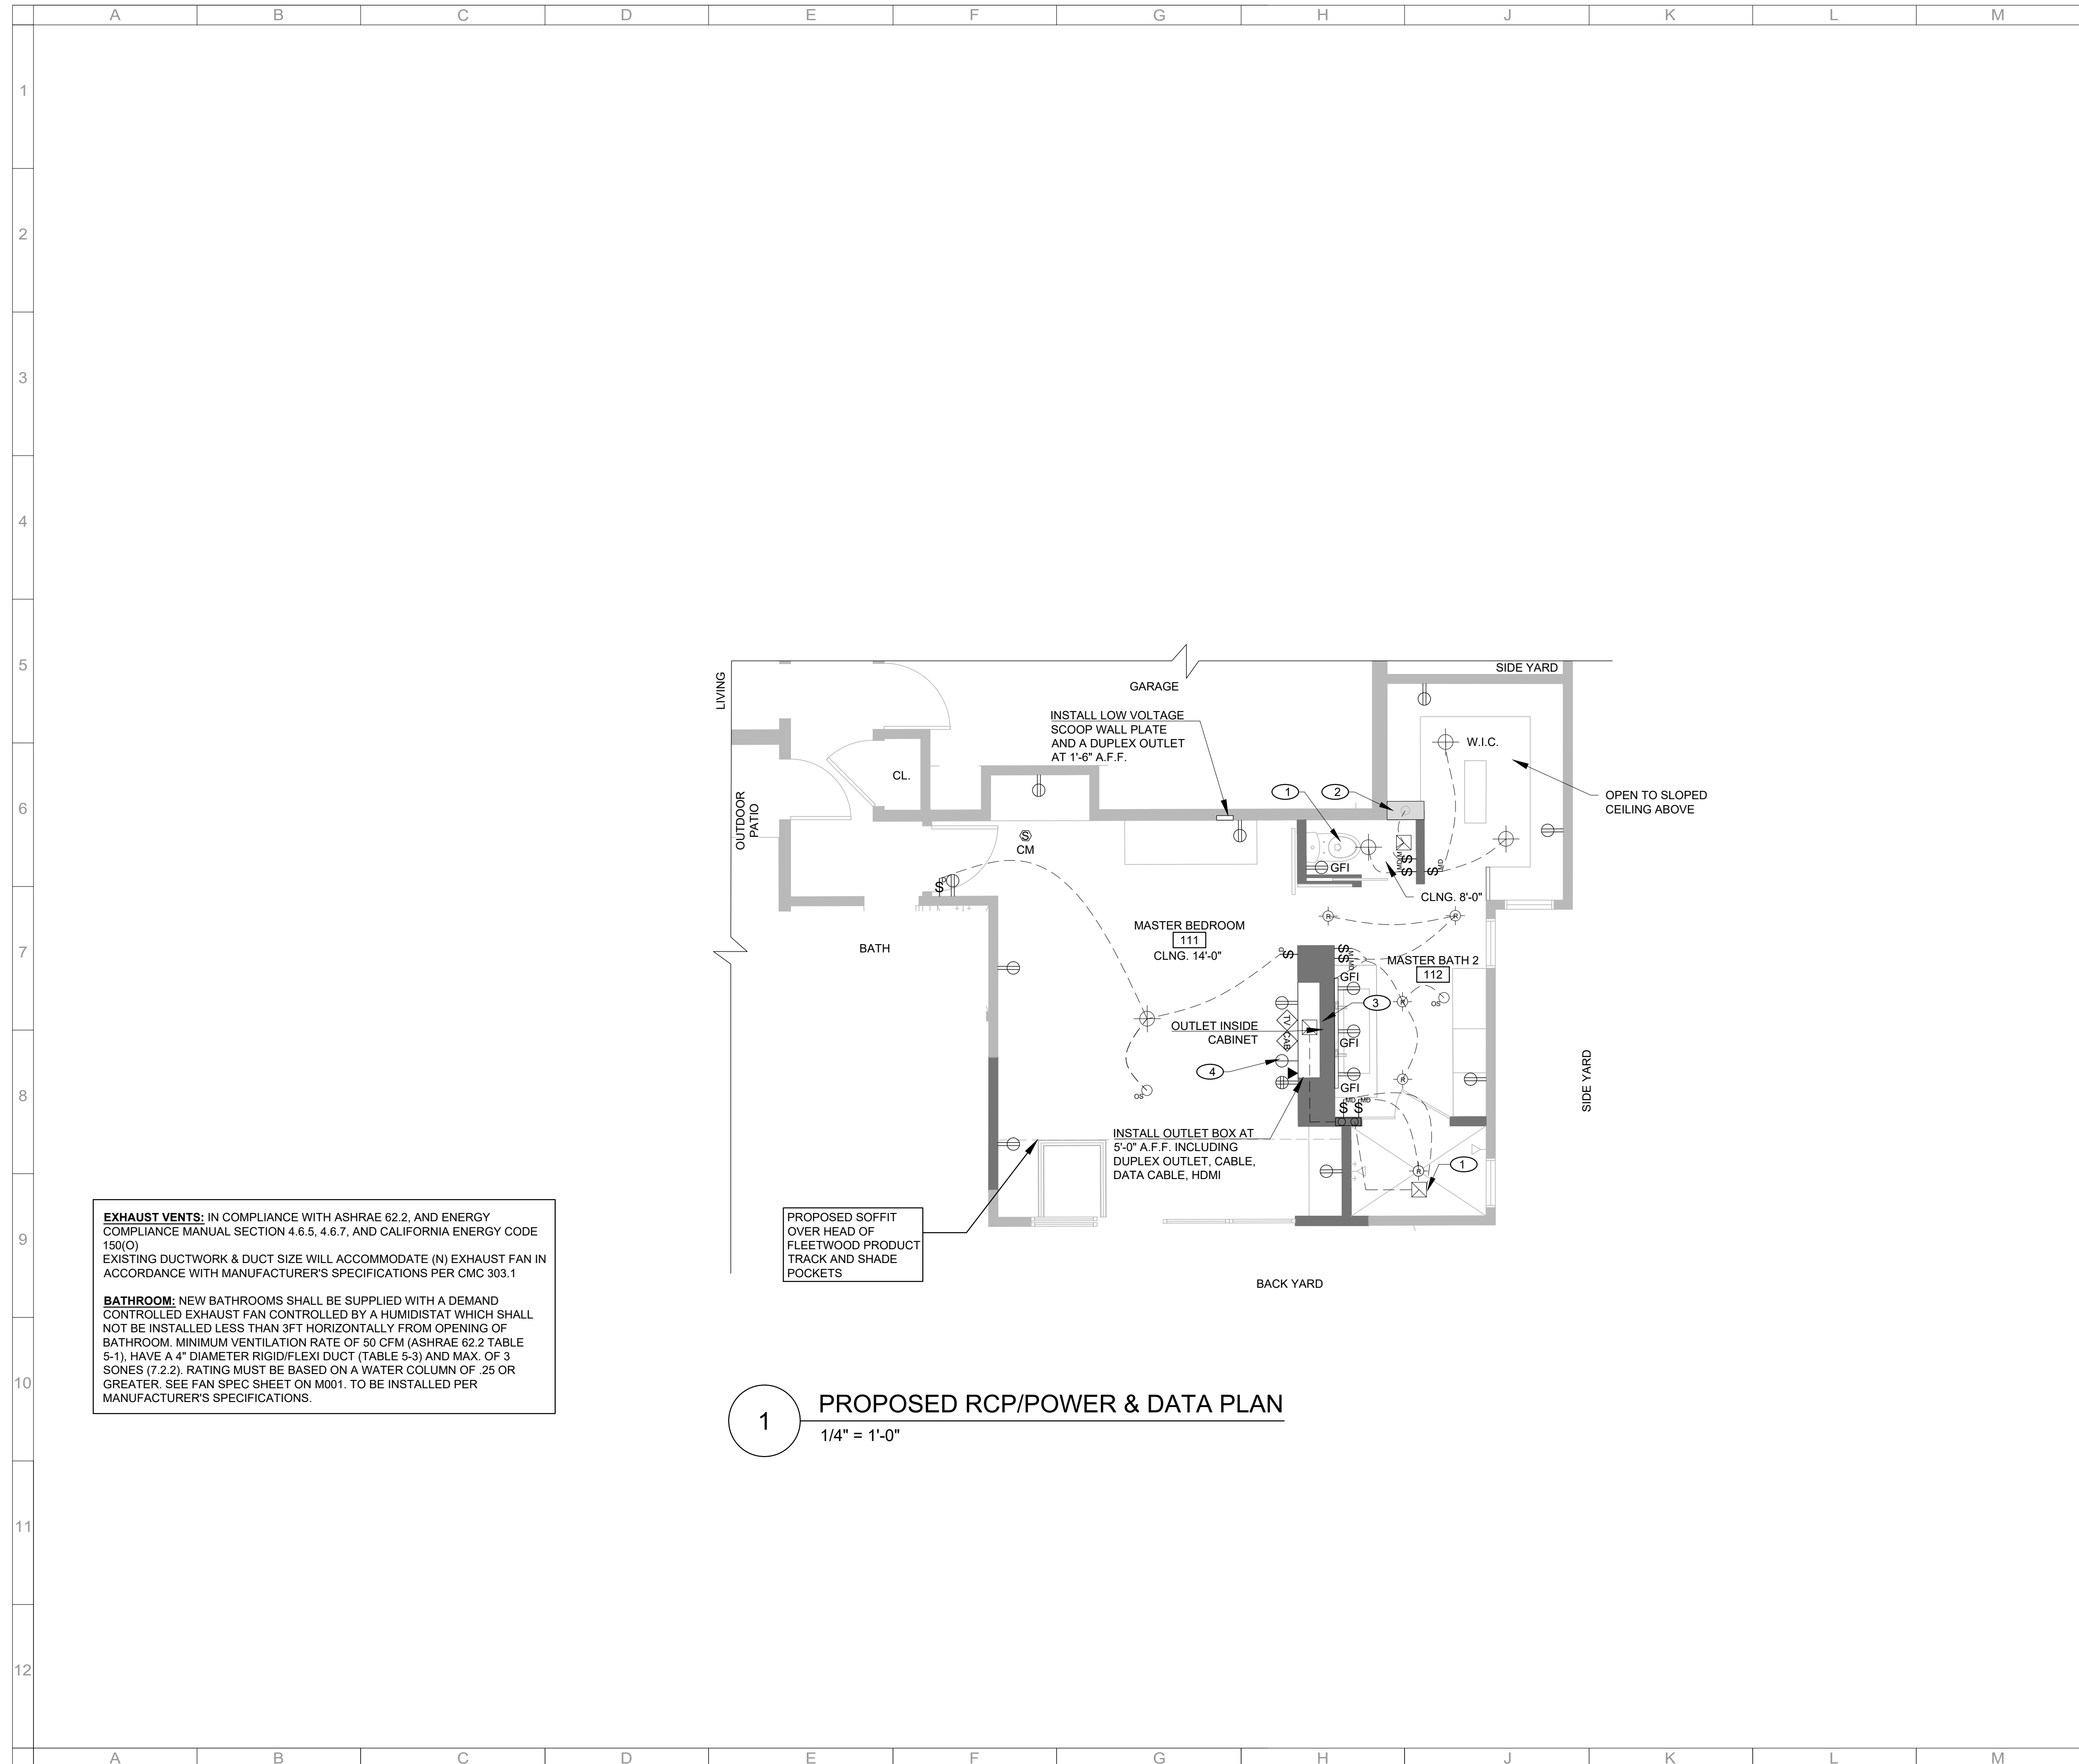 A B C D E F G H J K L M
1
2
3
4
5
6
7
8
9
10
11
12
LIVING
GARAGE
SIDE YARD
INSTALL LOW VOLTAGE
SCOOP WALL PLATE
AND A DUPLEX OUTLET
AT 1'-6" A.F.F.
W.I.C.
CL.
OUTDOOR
PATIO
1
2
OPEN TO SLOPED
CEILING ABOVE
S
CM
GFI
MD
MD
$
$
$
MD
$
D
CLNG. 8'-0"
R
R
BATH
MASTER BEDROOM
111
CLNG. 14'-0"
$
D
$
$
MASTER BATH 2
112
GFI
R
OS
3
TV
CAB
OUTLET INSIDE
CABINET
GFI
4
R
GFI
OS
SIDE YARD
$
MD
$
MD
INSTALL OUTLET BOX AT
5'-0" A.F.F. INCLUDING
DUPLEX OUTLET, CABLE,
DATA CABLE, HDMI
R
1
PROPOSED SOFFIT
OVER HEAD OF
FLEETWOOD PRODUCT
TRACK AND SHADE
POCKETS
BACK YARD
EXHAUST VENTS: IN COMPLIANCE WITH ASHRAE 62.2, AND ENERGY
COMPLIANCE MANUAL SECTION 4.6.5, 4.6.7, AND CALIFORNIA ENERGY CODE
150(O)
EXISTING DUCTWORK & DUCT SIZE WILL ACCOMMODATE (N) EXHAUST FAN IN
ACCORDANCE WITH MANUFACTURER'S SPECIFICATIONS PER CMC 303.1
BATHROOM: NEW BATHROOMS SHALL BE SUPPLIED WITH A DEMAND
CONTROLLED EXHAUST FAN CONTROLLED BY A HUMIDISTAT WHICH SHALL
NOT BE INSTALLED LESS THAN 3FT HORIZONTALLY FROM OPENING OF
BATHROOM. MINIMUM VENTILATION RATE OF 50 CFM (ASHRAE 62.2 TABLE
5-1), HAVE A 4" DIAMETER RIGID/FLEXI DUCT (TABLE 5-3) AND MAX. OF 3
SONES (7.2.2). RATING MUST BE BASED ON A WATER COLUMN OF .25 OR
GREATER. SEE FAN SPEC SHEET ON M001. TO BE INSTALLED PER
MANUFACTURER'S SPECIFICATIONS.
1
PROPOSED RCP/POWER & DATA PLAN
1/4" = 1'-0"
A B C D E F G H J K L M